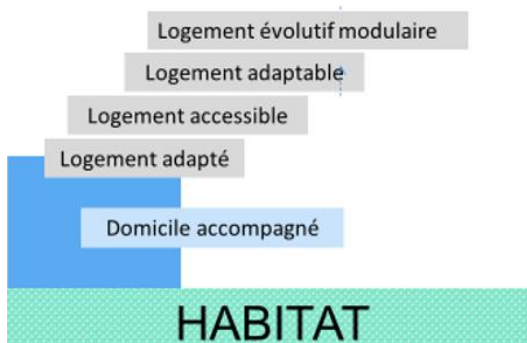 Logement évolutif modulaire
Logement adaptable
Logement accessible
Logement adapté
Domicile accompagné
HABITAT